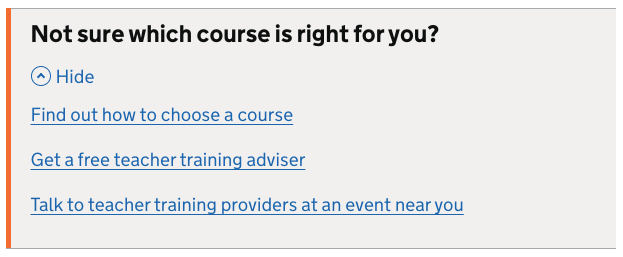 Not sure which course is right for you?
Hide
Find out how to choose a course
Get a free teacher training adviser
Talk to teacher training providers at an event near you